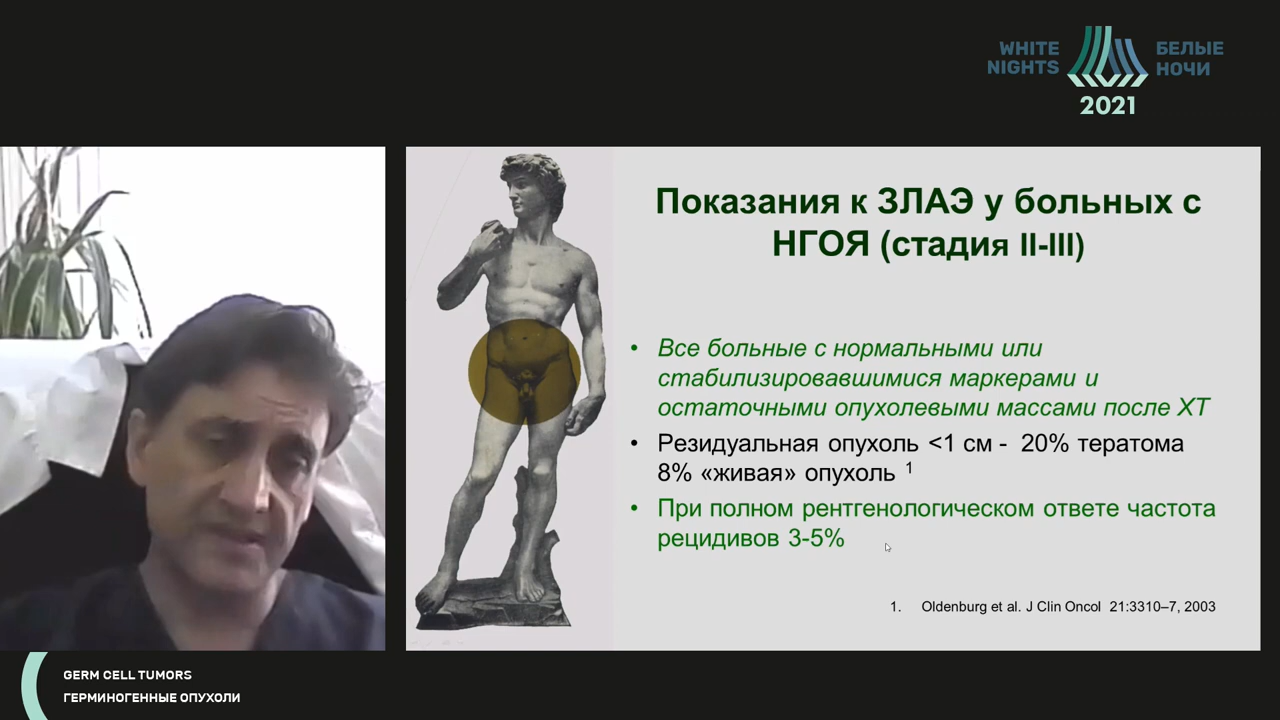 WHITE
NIGHTS
БЕЛЫЕ
НОЧИ
2021
Показания к ЗЛАЭ у больных с
НГОЯ (стадия II-III)
• Все больные с нормальными или
стабилизировавшимися маркерами и
остаточными опухолевыми массами после ХТ
• Резидуальная опухоль <1 см - 20% тератома
8% «живая» опухоль 1
• При полном рентгенологическом ответе частота
рецидивов 3-5%
1. Oldenburg et al. J Clin Oncol 21:3310–7, 2003
GERM CELL TUMORS
ГЕРМИНОГЕННЫЕ ОПУХОЛИ